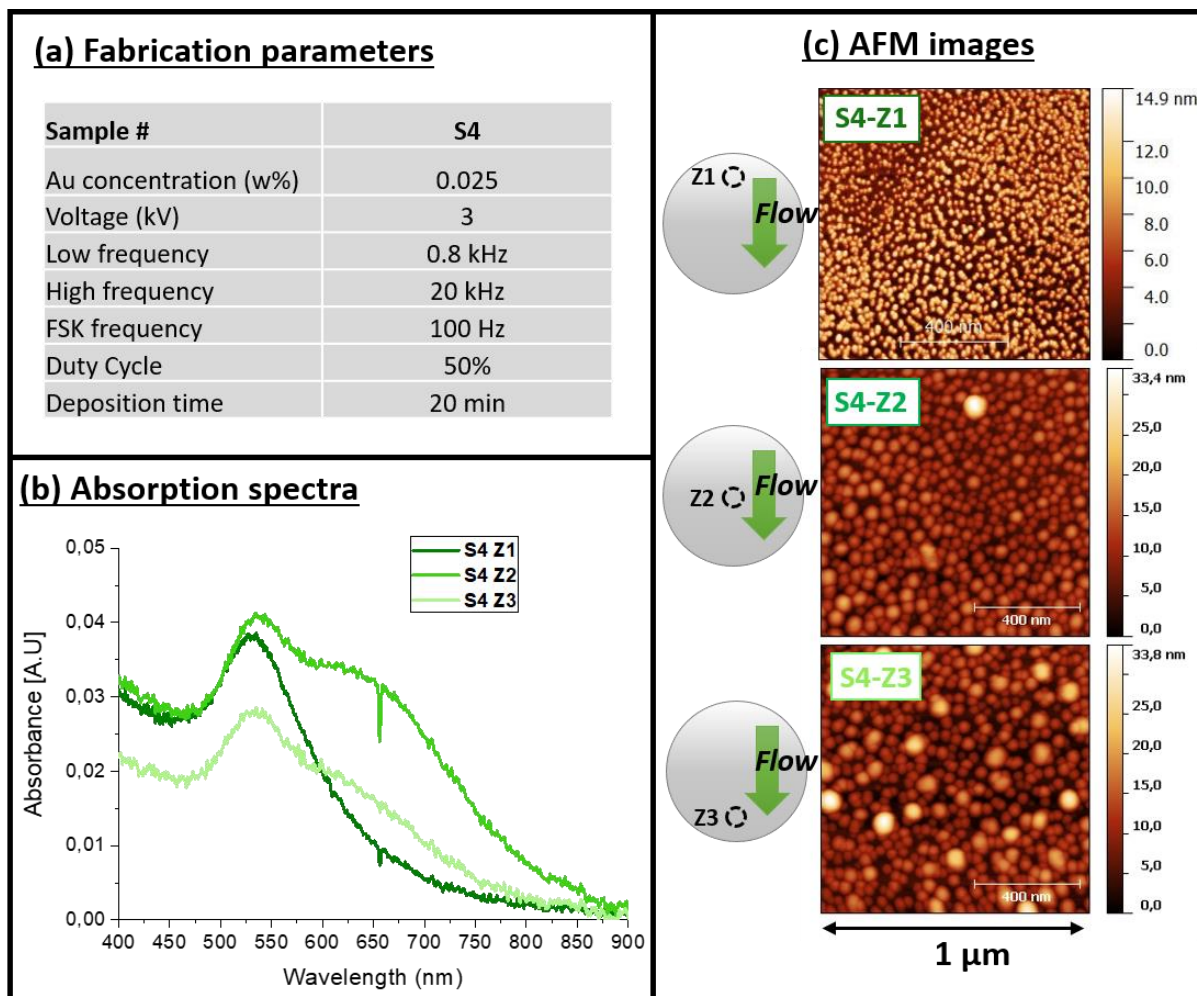 (a) Fabrication parameters
Sample # S4
Au concentration (w%) 0.025
Voltage (kV) 3
Low frequency 0.8 kHz
High frequency 20 kHz
FSK frequency 100 Hz
Duty Cycle 50%
Deposition time 20 min
(b) Absorption spectra
S4 Z1
S4 Z2
S4 Z3
0,05
0,04
0,03
0,02
0,01
0,00
Absorbance [A.U]
400 450 500 550 600 650 700 750 800 850 900
Wavelength (nm)
(c) AFM images
Z1
Flow
S4-Z1
400 nm
14.9 nm
12.0
10.0
8.0
6.0
4.0
0.0
Z2
Flow
S4-Z2
400 nm
33,4 nm
25,0
20,0
15,0
10,0
5,0
0,0
Z3
Flow
S4-Z3
400 nm
33,8 nm
25,0
20,0
15,0
10,0
5,0
0,0
1 µm